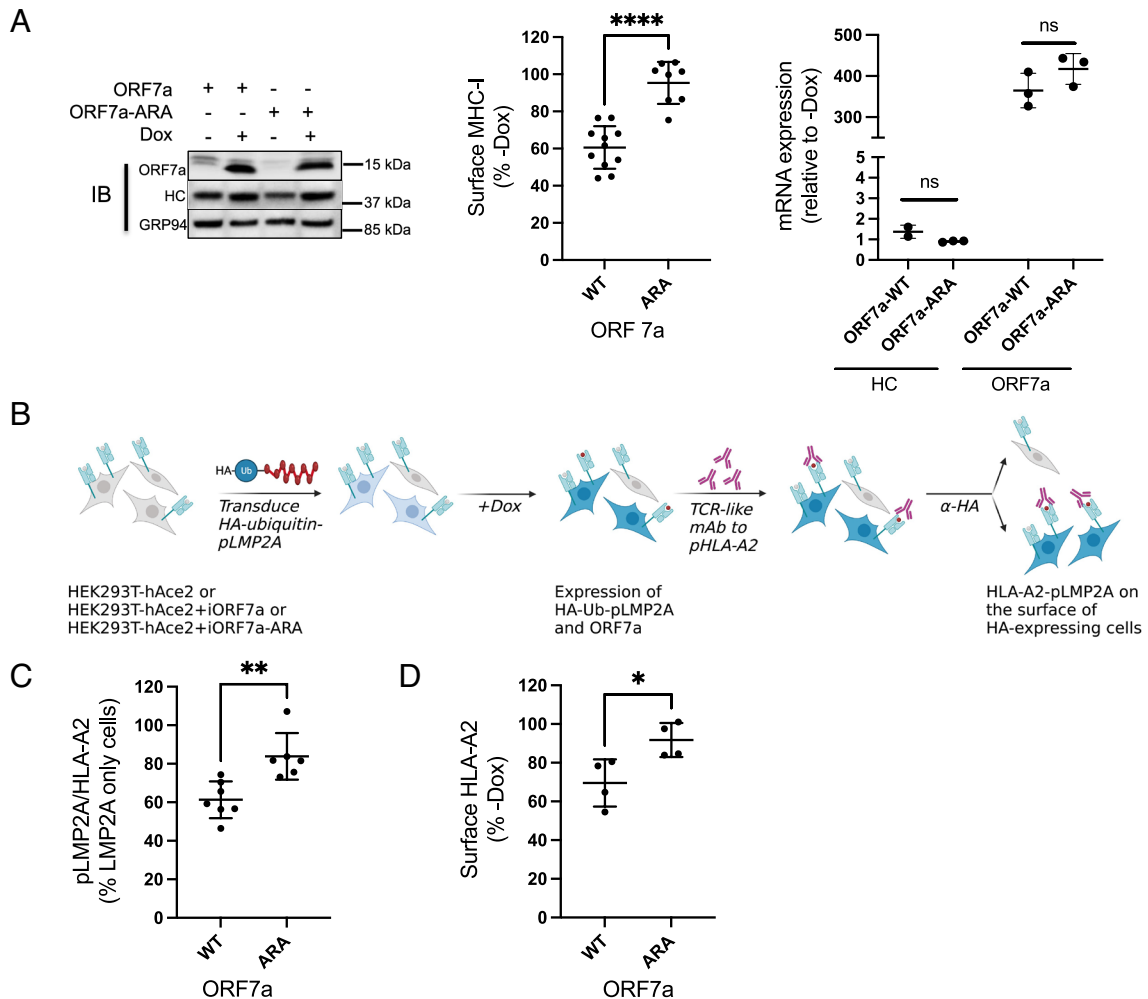 A
ORF7a + + - -
ORF7a-ARA - - + +
Dox - + - +
IB
ORF7a
HC
GRP94
15 kDa
37 kDa
85 kDa
Surface MHC-I
(% -Dox)
120
100
80
60
40
20
0
****
WT
ARA
ORF 7a
mRNA expression
(relative to -Dox)
500
400
300
5
4
3
2
1
0
ns
ns
ORF7a-WT
ORF7a-ARA
ORF7a-WT
ORF7a-ARA
HC
ORF7a
B
HA-
Ub
Transduce
HA-ubiquitin-
pLMP2A
+Dox
TCR-like
mAb to
pHLA-A2
α-HA
HEK293T-hAce2 or
HEK293T-hAce2+iORF7a or
HEK293T-hAce2+iORF7a-ARA
Expression of
HA-Ub-pLMP2A
and ORF7a
HLA-A2-pLMP2A on
the surface of
HA-expressing cells
C
pLMP2A/HLA-A2
(% LMP2A only cells)
120
100
80
60
40
20
0
**
WT
ARA
ORF7a
D
Surface HLA-A2
(% -Dox)
120
100
80
60
40
20
0
*
WT
ARA
ORF7a